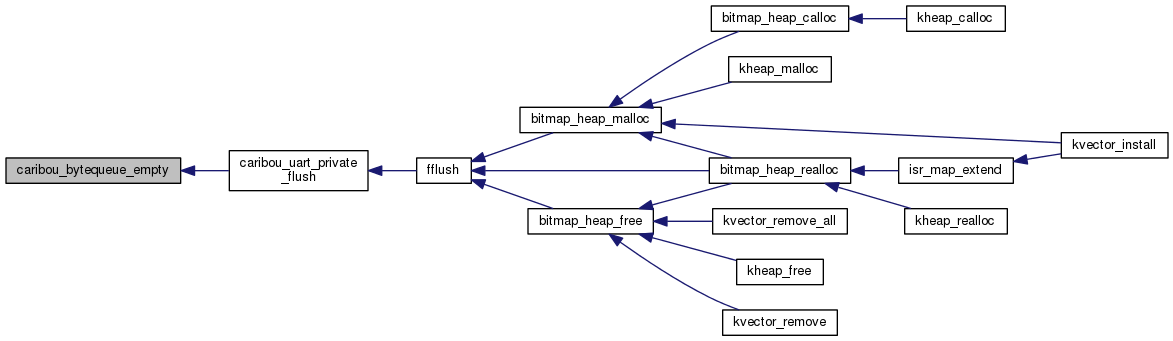 caribou_bytequeue_empty
caribou_uart_private
_flush
fflush
bitmap_heap_malloc
bitmap_heap_free
bitmap_heap_calloc
kheap_malloc
bitmap_heap_realloc
kvector_remove_all
kheap_free
kvector_remove
kheap_calloc
isr_map_extend
kheap_realloc
kvector_install